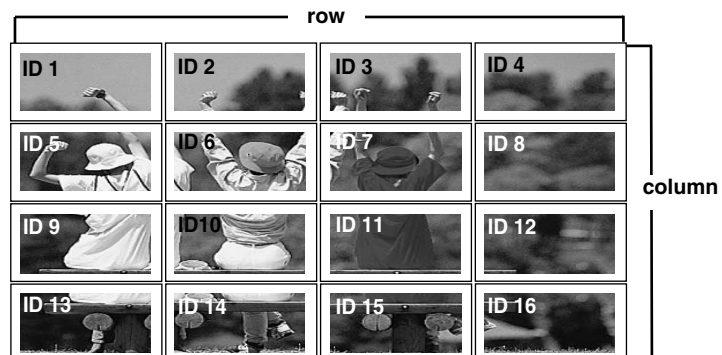 row
ID 1 ID 2 ID 3 ID 4
ID 5 ID 6 ID 7 ID 8
column
ID 9 ID10 ID 11 ID 12
ID 13 ID 14 ID 15 ID 16